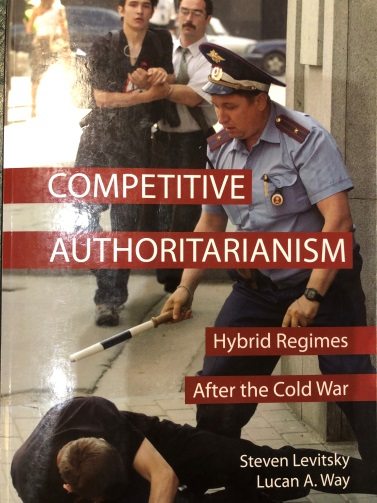 COMPETITIVE
AUTHORITARIANISM
Hybrid Regimes
After the Cold War
Steven Levitsky
Lucan A. Way